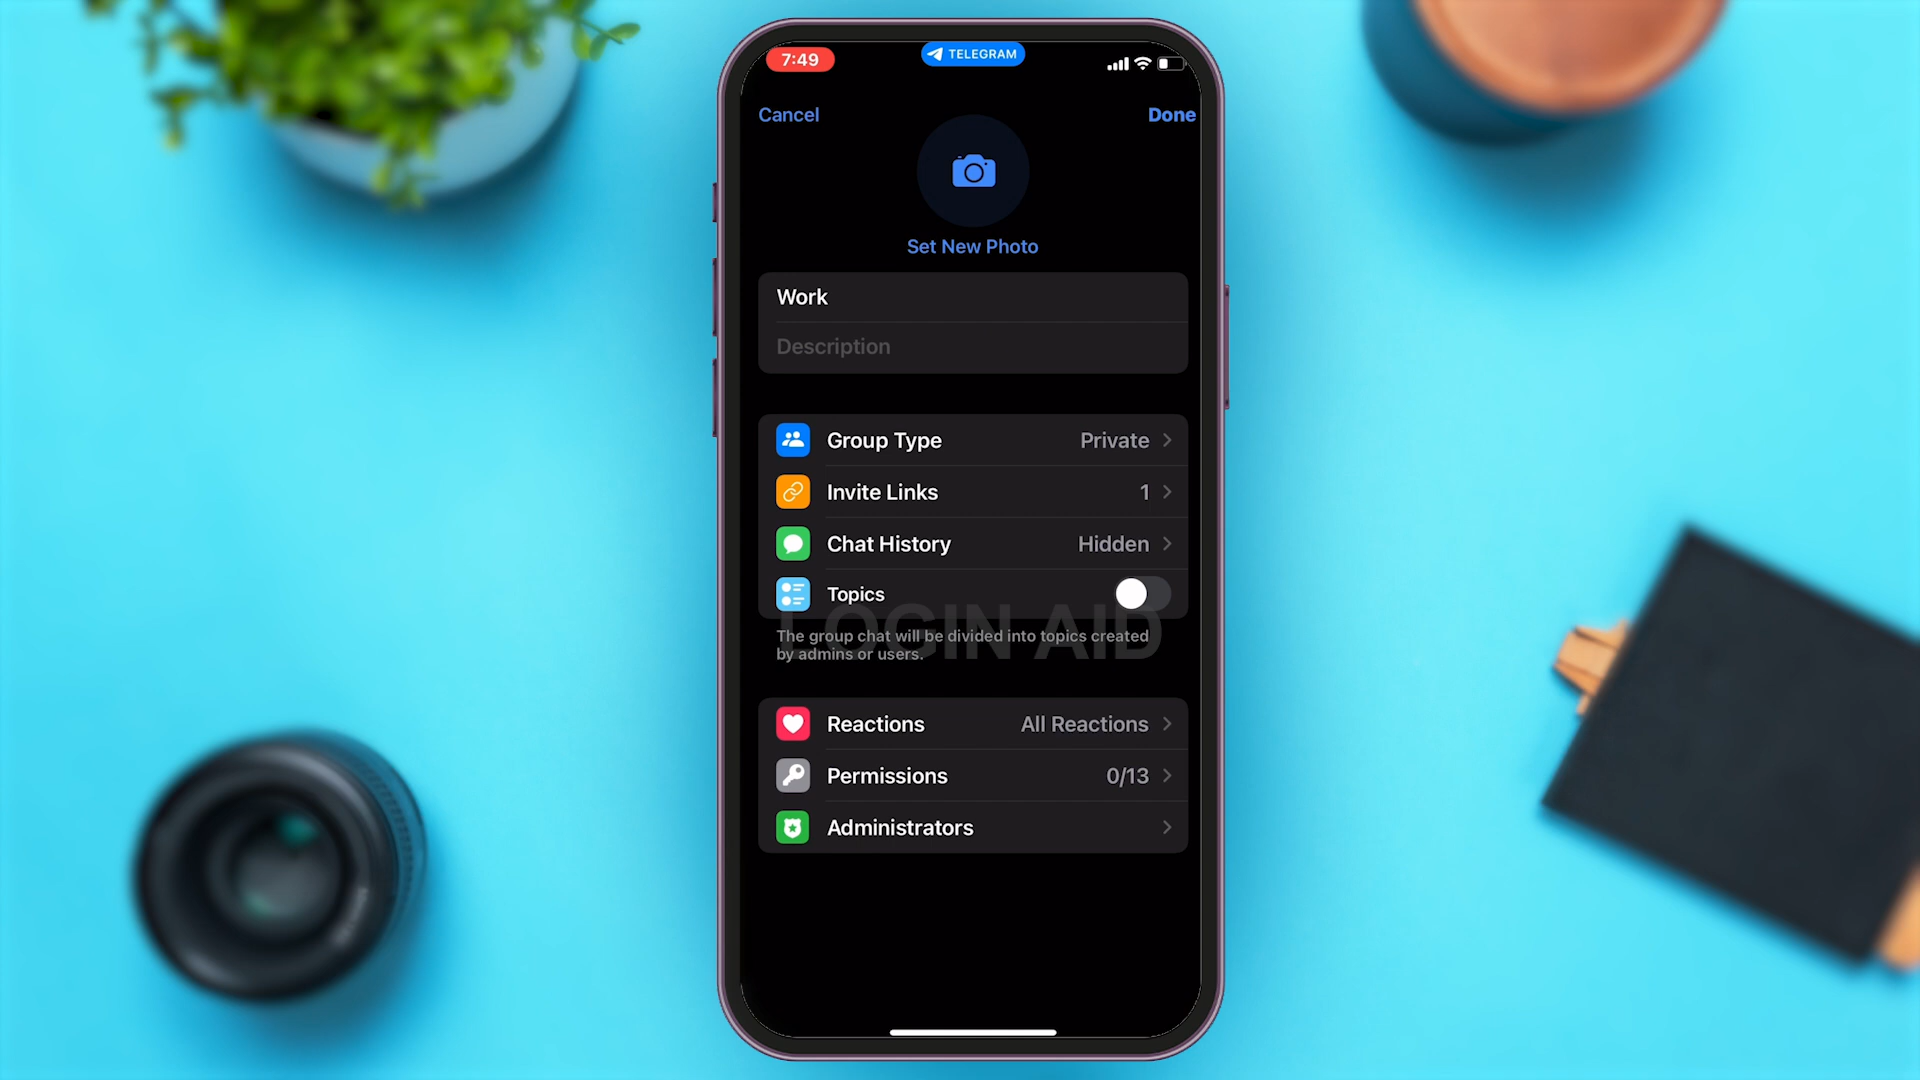 7:49
TELEGRAM
Cancel
Done
Set New Photo
Work
Description
Group Type
Private
Invite Links
1
Chat History
Hidden
Topics
LOGIN AID
The group chat will be divided into topics created
by admins or users.
Reactions
All Reactions
Permissions
0/13
Administrators